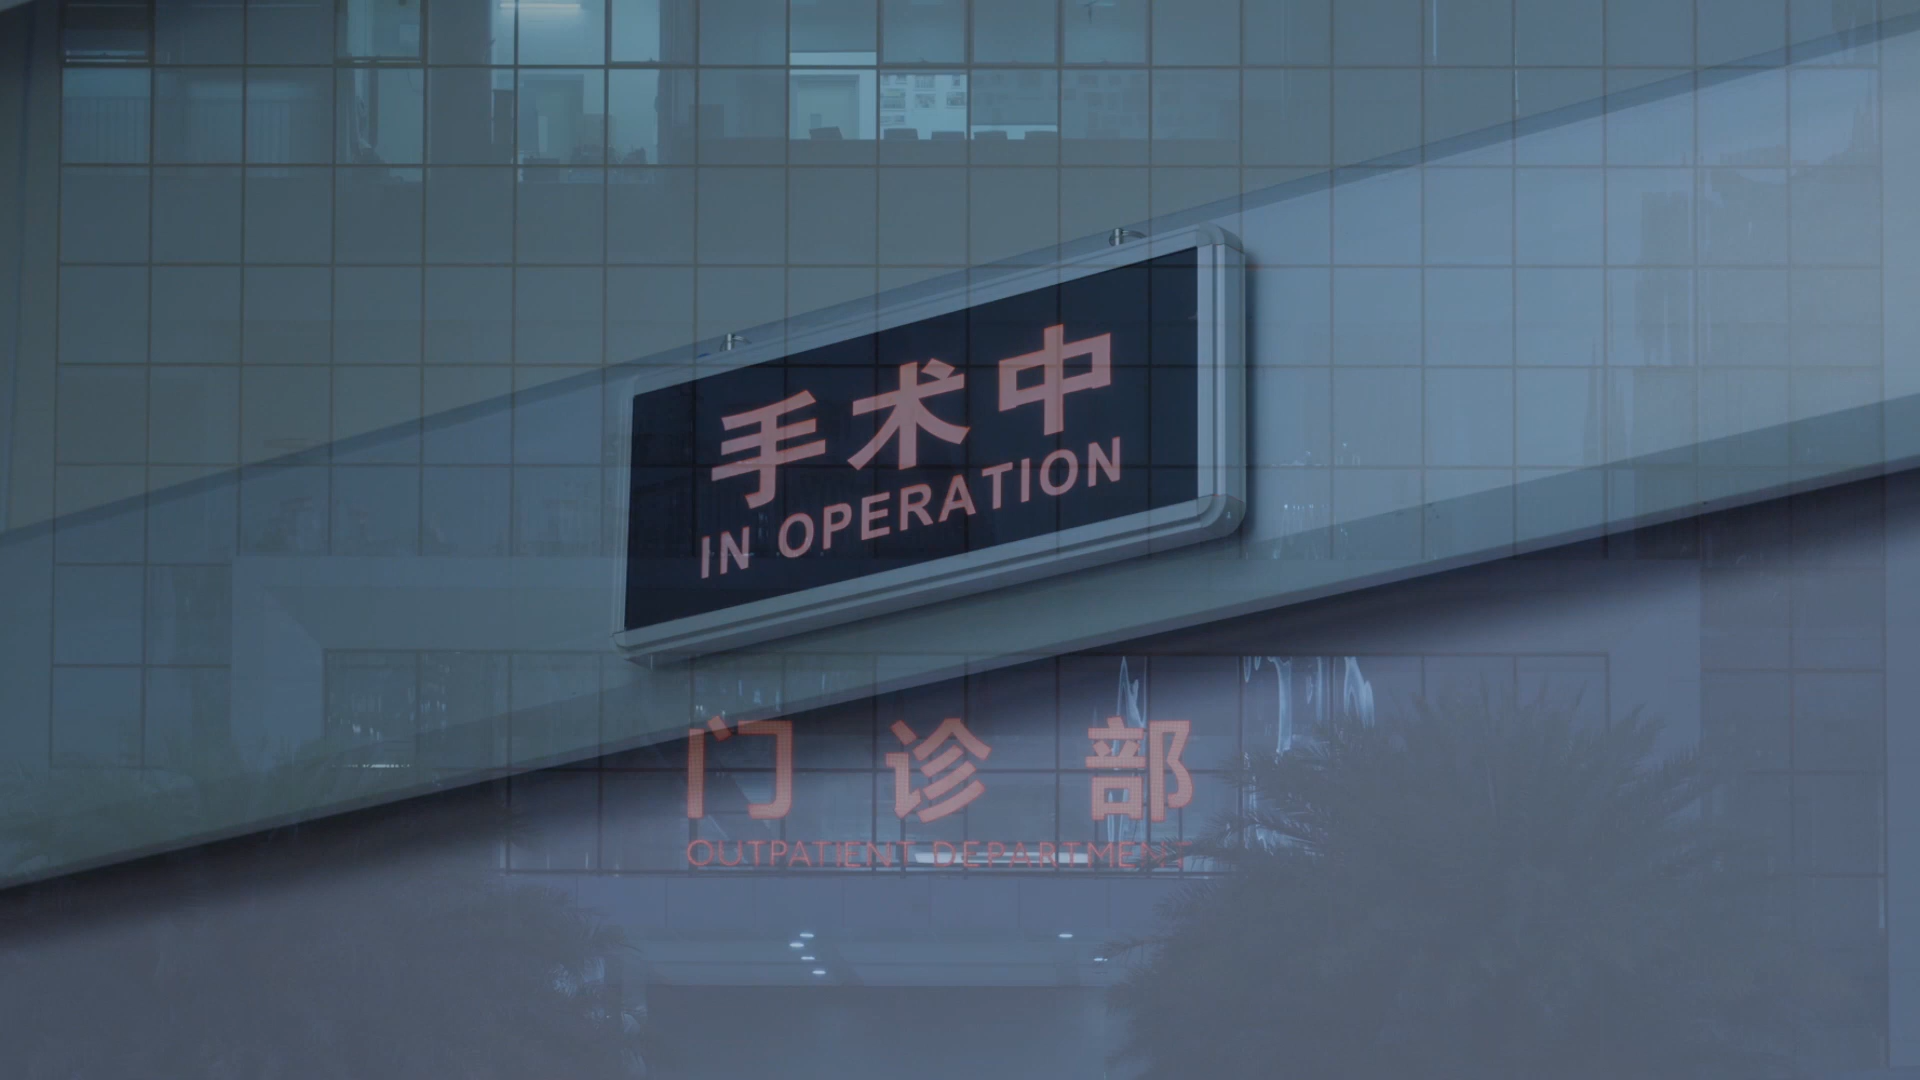 手术中
IN OPERATION
门诊部
OUTPATIENT DEPARTMENT